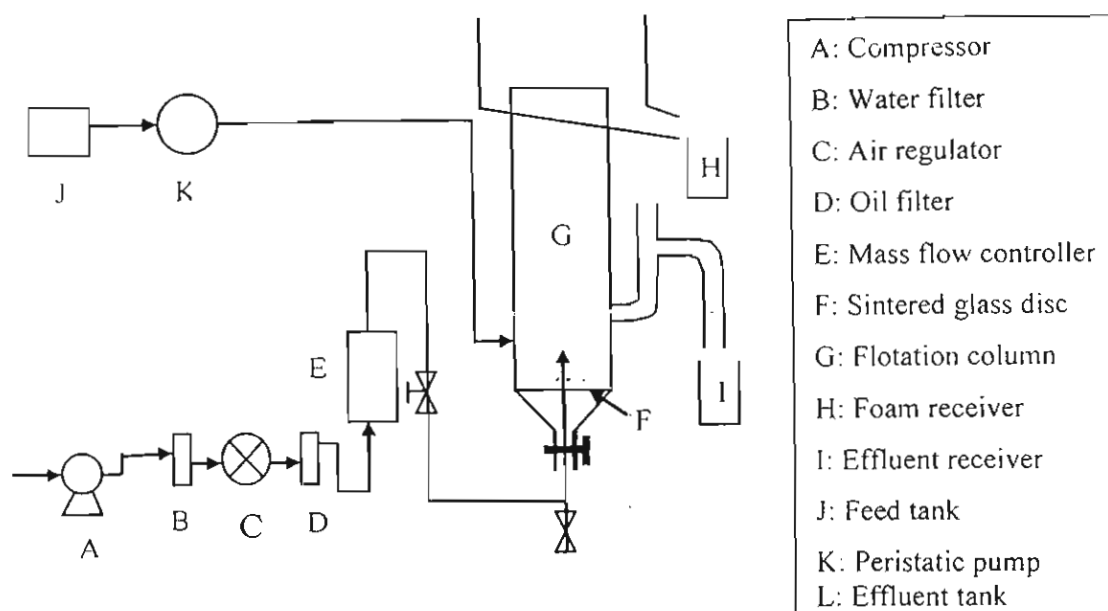 J
K
H
G
E
I
F
A
B
C
D
A: Compressor
B: Water filter
C: Air regulator
D: Oil filter
E: Mass flow controller
F: Sintered glass disc
G: Flotation column
H: Foam receiver
I: Effluent receiver
J: Feed tank
K: Peristatic pump
L: Effluent tank